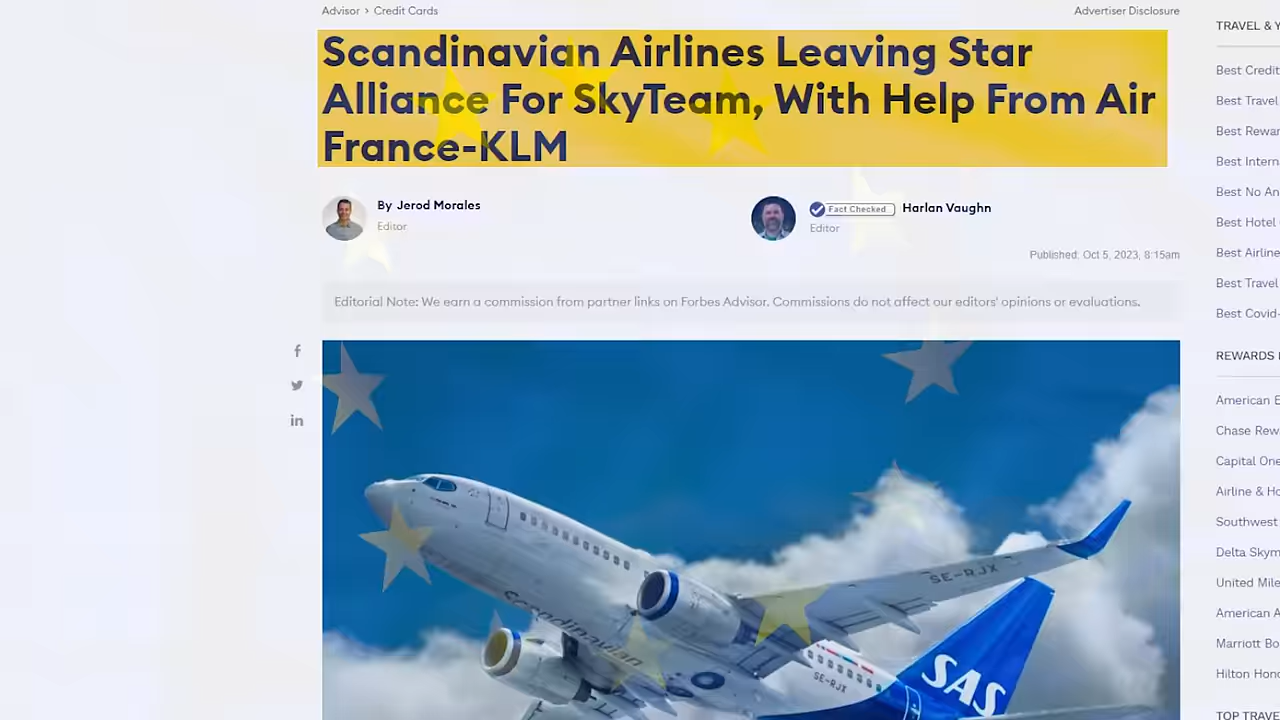 Advisor > Credit Cards
Advertiser Disclosure
Scandinavian Airlines Leaving Star
Alliance For SkyTeam, With Help From Air
France-KLM
By Jerod Morales
Editor
Fact Checked Harlan Vaughn
Editor
Published: Oct 5, 2023, 8:15am
Editorial Note: We earn a commission from partner links on Forbes Advisor. Commissions do not affect our editors' opinions or evaluations.
Scandinavian
SE-RJX
SE-RJX
SAS
TRAVEL & Y
Best Credit
Best Travel
Best Rewar
Best Intern
Best No An
Best Hotel
Best Airline
Best Travel
Best Covid-
REWARDS
American E
Chase Rew
Capital One
Airline & Ho
Southwest
Delta Skym
United Mile
American A
Marriott Bo
Hilton Hono
TOP TRAVE